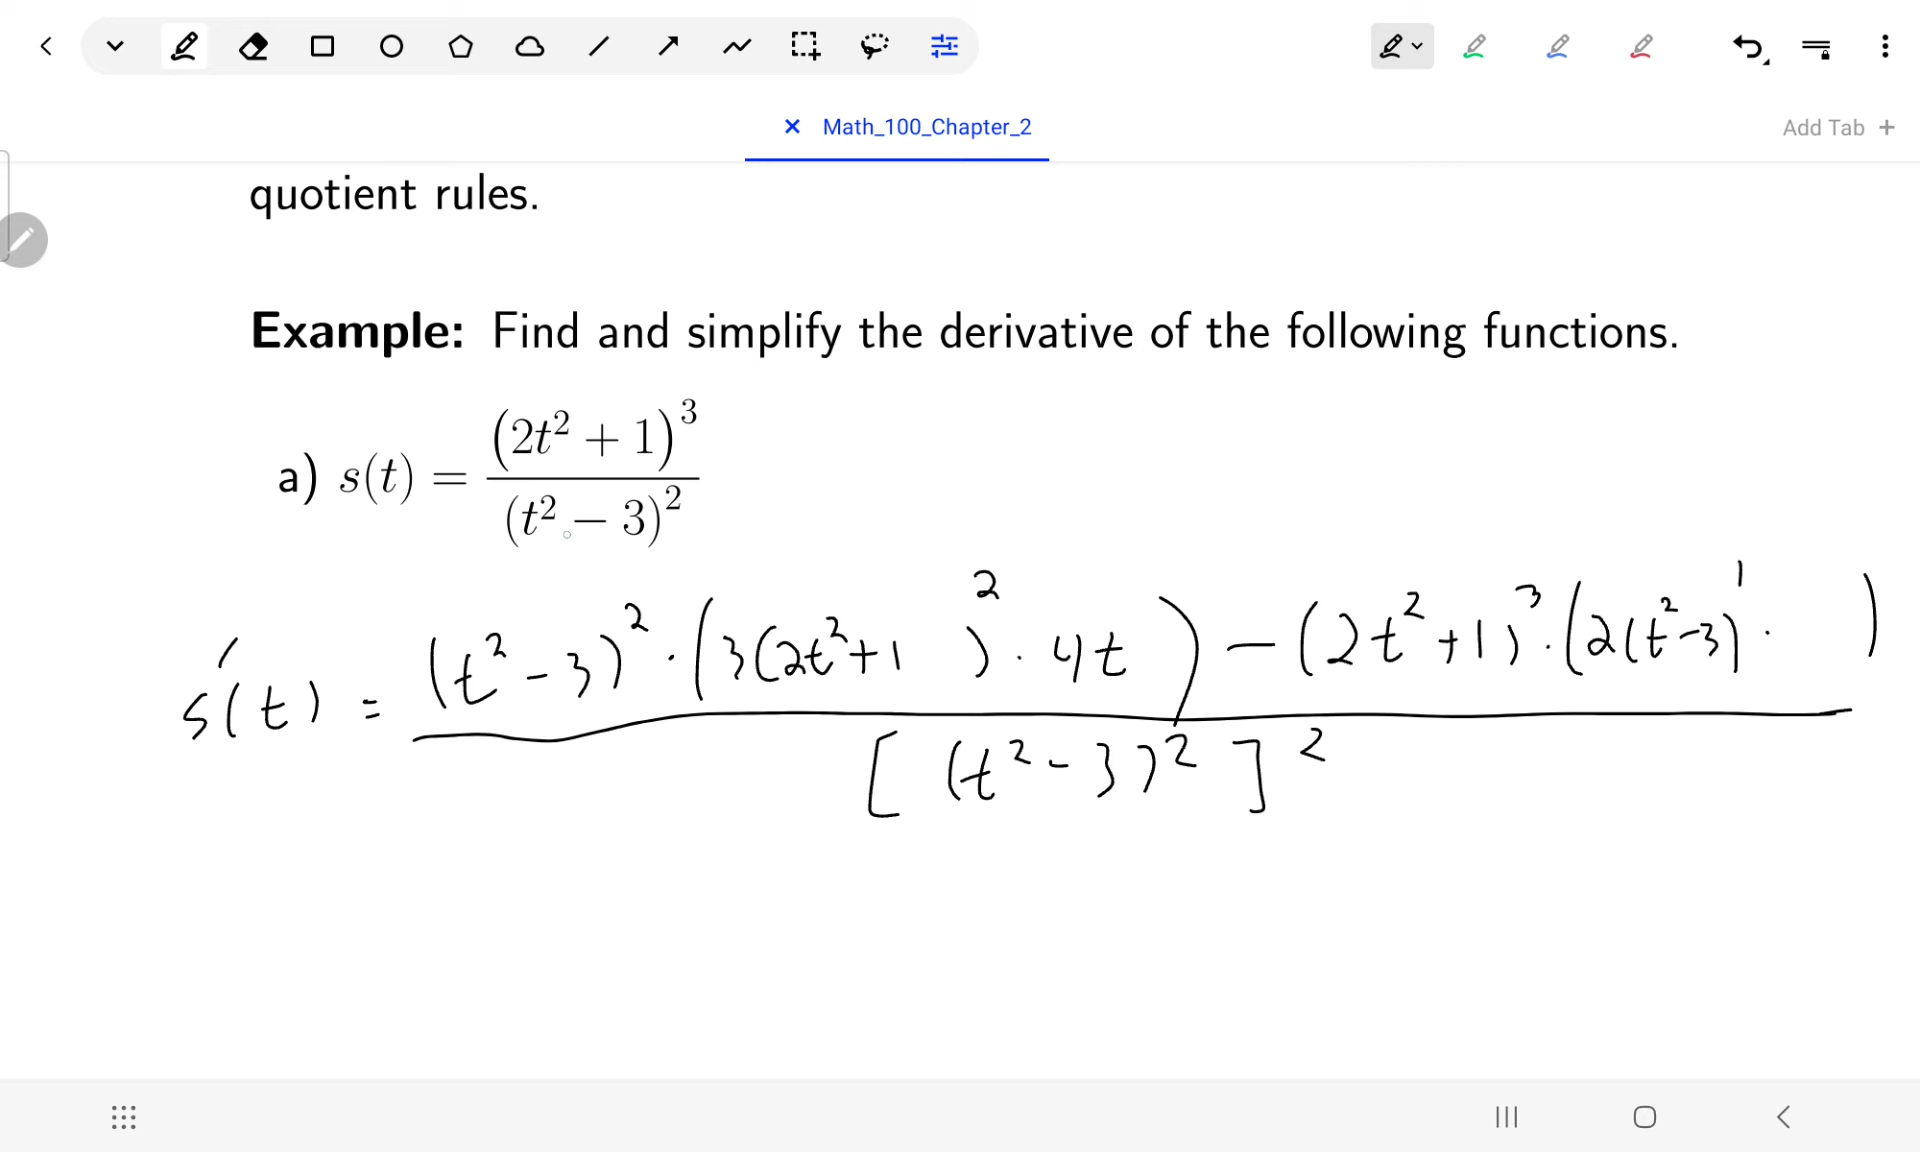 Math_100_Chapter_2
Add Tab +
quotient rules.
Example: Find and simplify the derivative of the following functions.
a) s(t) = (2t² + 1)³ / (t² − 3)²
s'(t) = (t² - 3)² · (3(2t² + 1 )² · 4t) − (2t² + 1)³ · (2(t² - 3)¹ · )
[ (t² - 3)² ]²